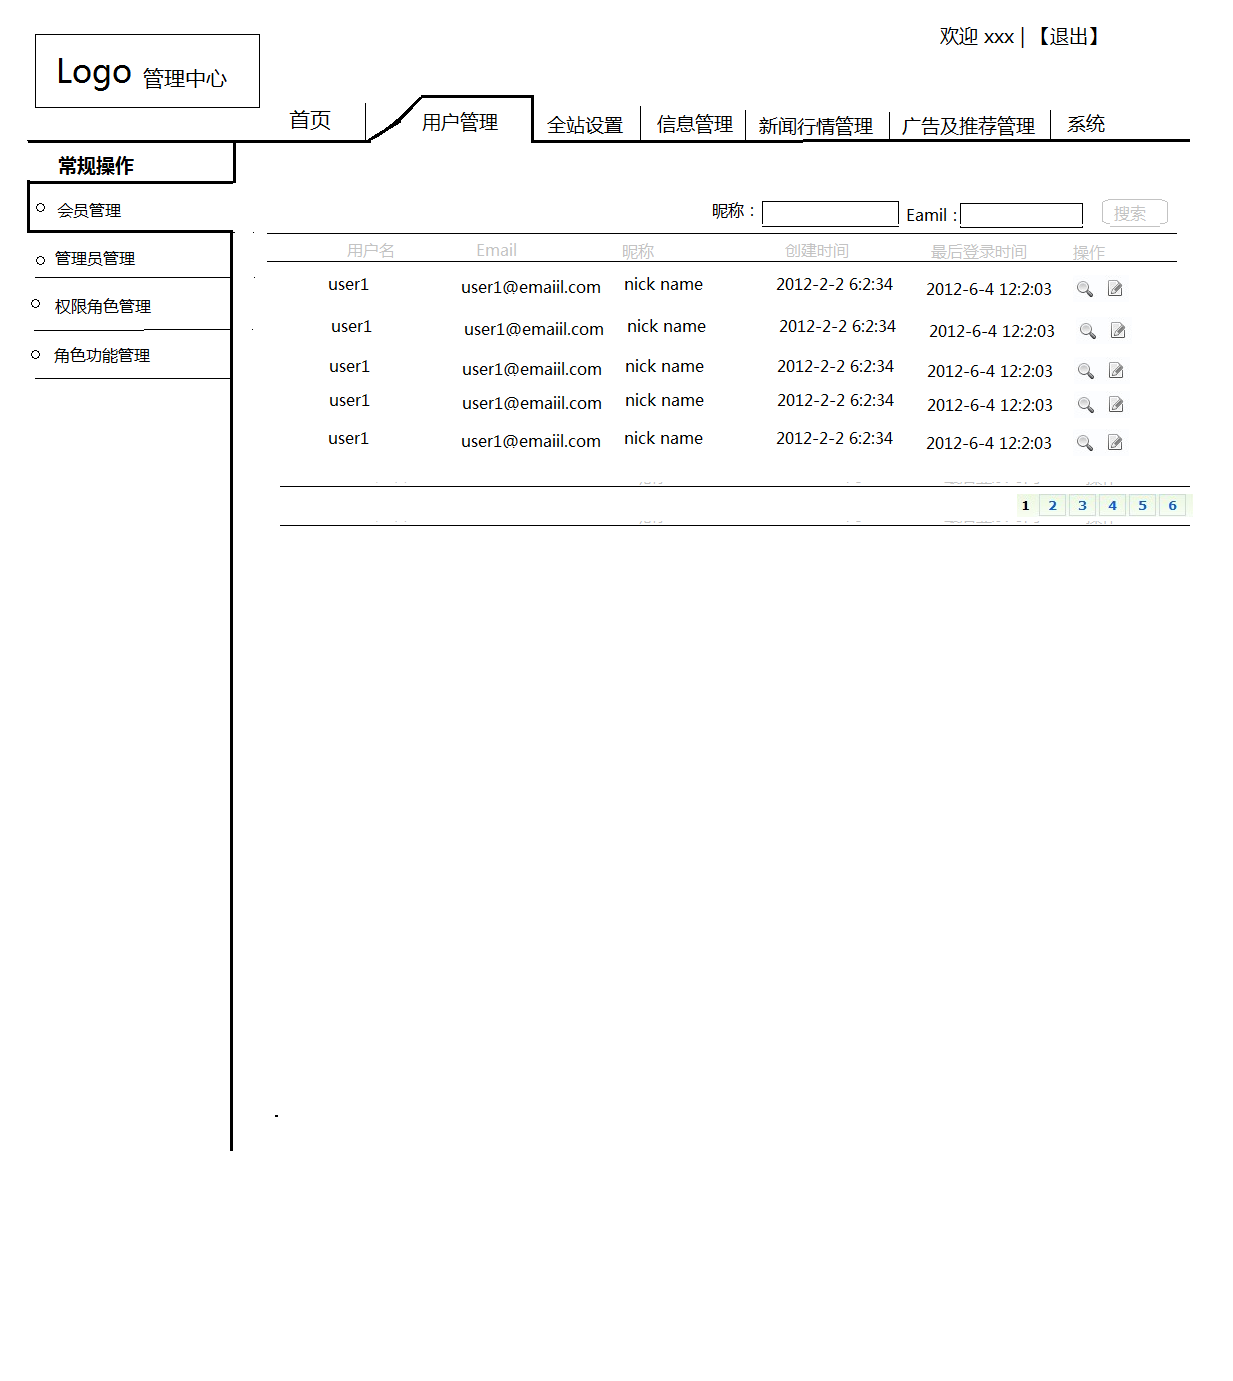 欢迎 xxx | 【退出】
Logo 管理中心
首页 用户管理 全站设置 信息管理 新闻行情管理 广告及推荐管理 系统
常规操作
会员管理
管理员管理
权限角色管理
角色功能管理
昵称： Eamil： 搜索
用户名 Email 昵称 创建时间 最后登录时间 操作
user1 user1@emaiil.com nick name 2012-2-2 6:2:34 2012-6-4 12:2:03
user1 user1@emaiil.com nick name 2012-2-2 6:2:34 2012-6-4 12:2:03
user1 user1@emaiil.com nick name 2012-2-2 6:2:34 2012-6-4 12:2:03
user1 user1@emaiil.com nick name 2012-2-2 6:2:34 2012-6-4 12:2:03
user1 user1@emaiil.com nick name 2012-2-2 6:2:34 2012-6-4 12:2:03
1 2 3 4 5 6